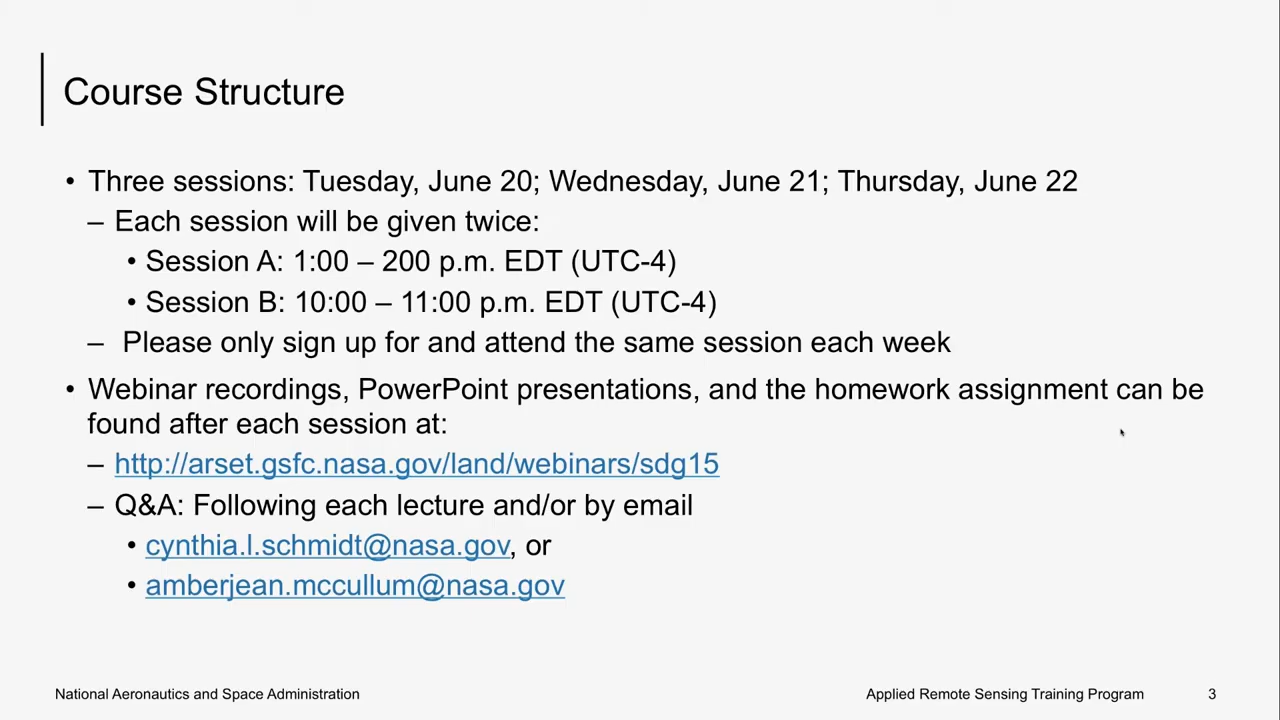 Course Structure
• Three sessions: Tuesday, June 20; Wednesday, June 21; Thursday, June 22
– Each session will be given twice:
• Session A: 1:00 – 200 p.m. EDT (UTC-4)
• Session B: 10:00 – 11:00 p.m. EDT (UTC-4)
– Please only sign up for and attend the same session each week
• Webinar recordings, PowerPoint presentations, and the homework assignment can be
found after each session at:
– http://arset.gsfc.nasa.gov/land/webinars/sdg15
– Q&A: Following each lecture and/or by email
• cynthia.l.schmidt@nasa.gov, or
• amberjean.mccullum@nasa.gov
National Aeronautics and Space Administration
Applied Remote Sensing Training Program
3